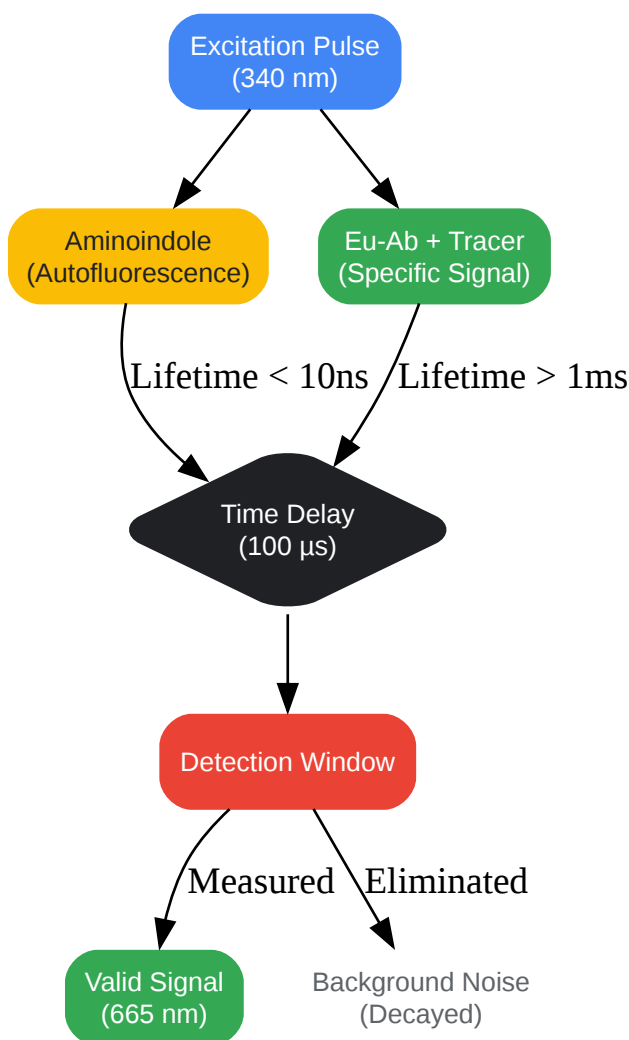 Excitation Pulse
(340 nm)
Aminoindole
(Autofluorescence)
Eu-Ab + Tracer
(Specific Signal)
Lifetime < 10ns
Lifetime > 1ms
Time Delay
(100 µs)
Detection Window
Measured
Eliminated
Valid Signal
(665 nm)
Background Noise
(Decayed)